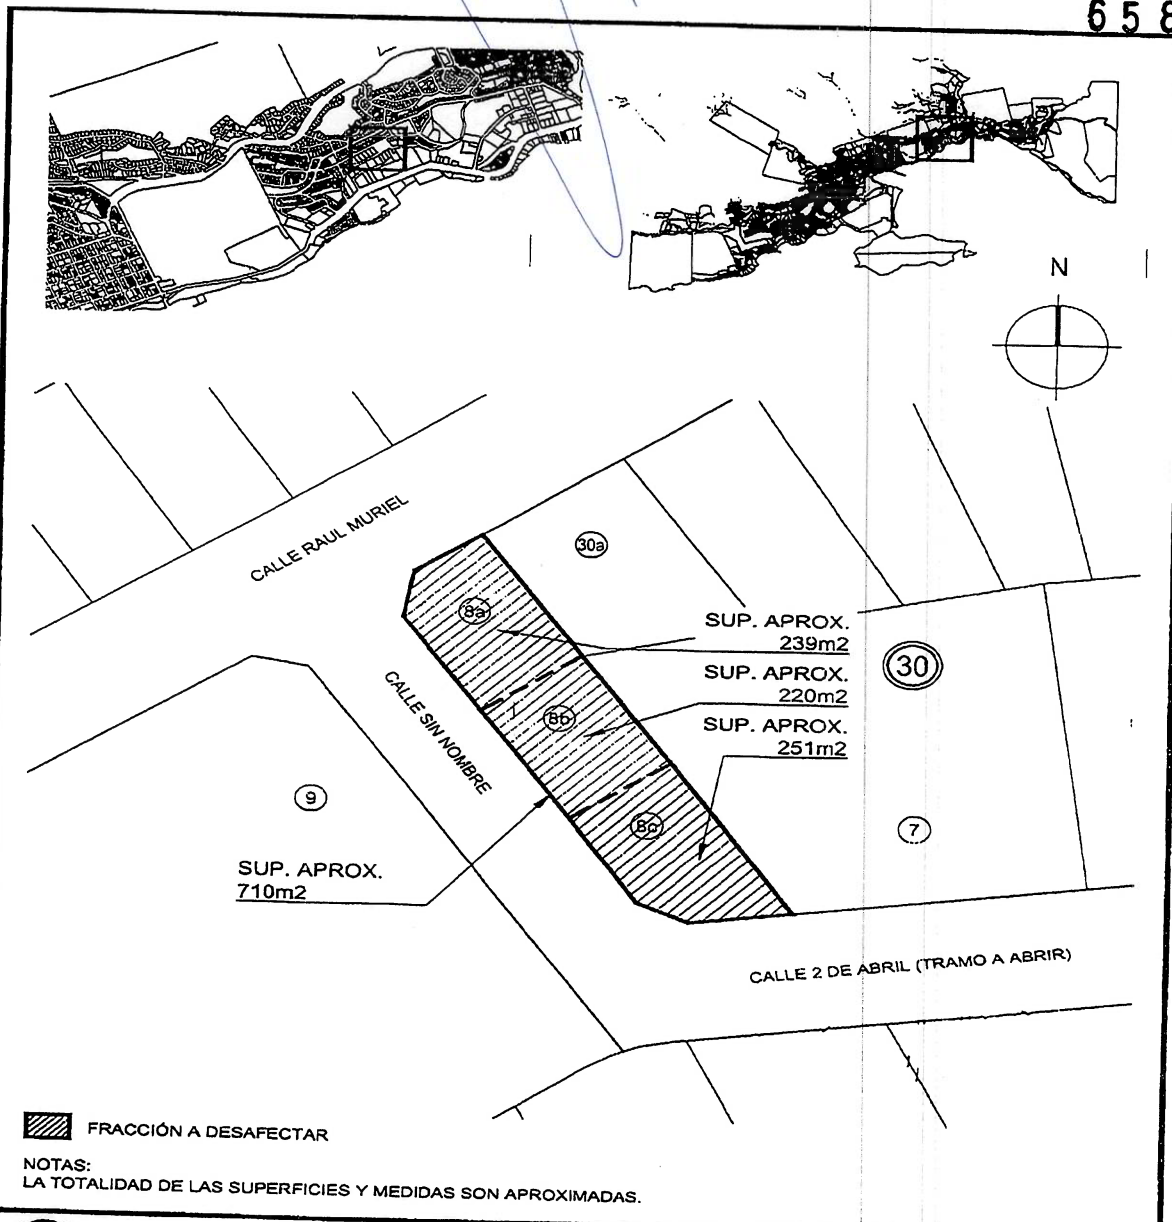 658
N
CALLE RAUL MURIEL
30a
8a
SUP. APROX.
239m2
30
SUP. APROX.
220m2
CALLE SIN NOMBRE
8b
SUP. APROX.
251m2
9
8c
7
SUP. APROX.
710m2
CALLE 2 DE ABRIL (TRAMO A ABRIR)
FRACCIÓN A DESAFECTAR
NOTAS:
LA TOTALIDAD DE LAS SUPERFICIES Y MEDIDAS SON APROXIMADAS.